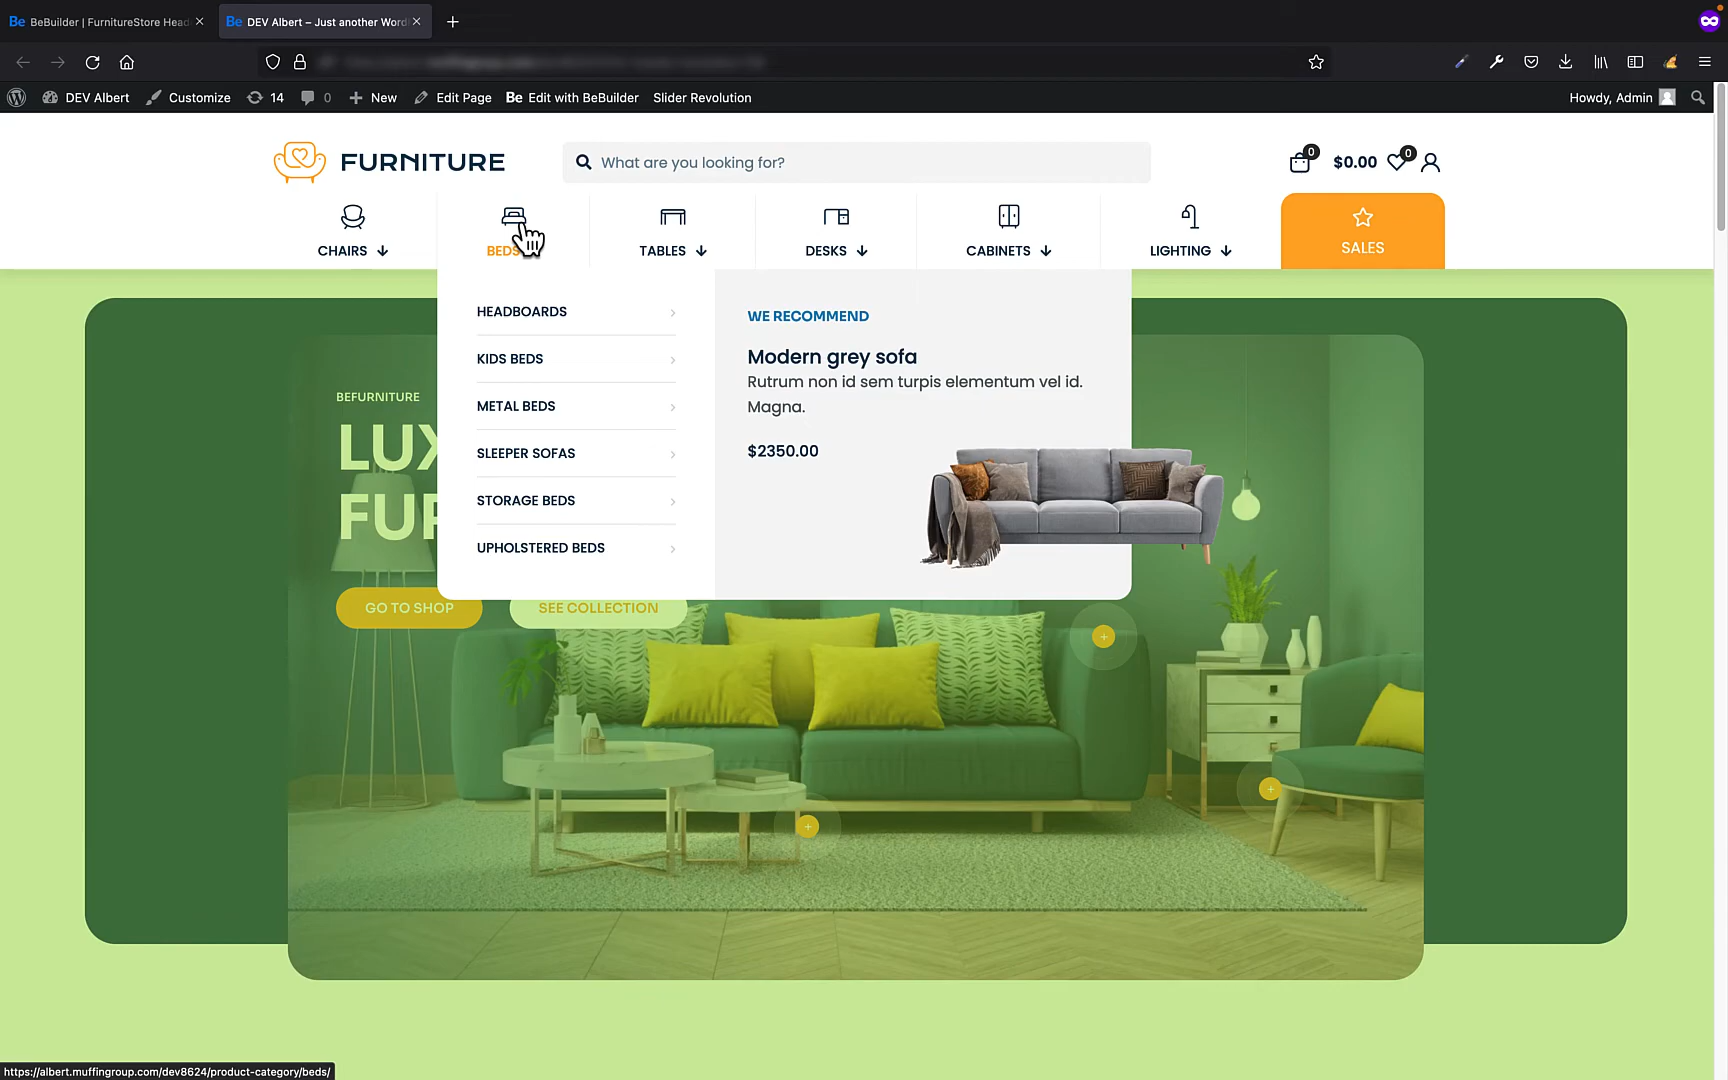 Be BeBuilder | FurnitureStore Head
Be DEV Albert – Just another Word
DEV Albert
Customize
14
0
New
Edit Page
Be Edit with BeBuilder
Slider Revolution
Howdy, Admin
FURNITURE
What are you looking for?
0
$0.00
0
CHAIRS
BEDS
TABLES
DESKS
CABINETS
LIGHTING
SALES
HEADBOARDS
KIDS BEDS
METAL BEDS
SLEEPER SOFAS
STORAGE BEDS
UPHOLSTERED BEDS
WE RECOMMEND
Modern grey sofa
Rutrum non id sem turpis elementum vel id.
Magna.
$2350.00
BEFURNITURE
LUX
FUR
GO TO SHOP
SEE COLLECTION
https://albert.muffingroup.com/dev8624/product-category/beds/